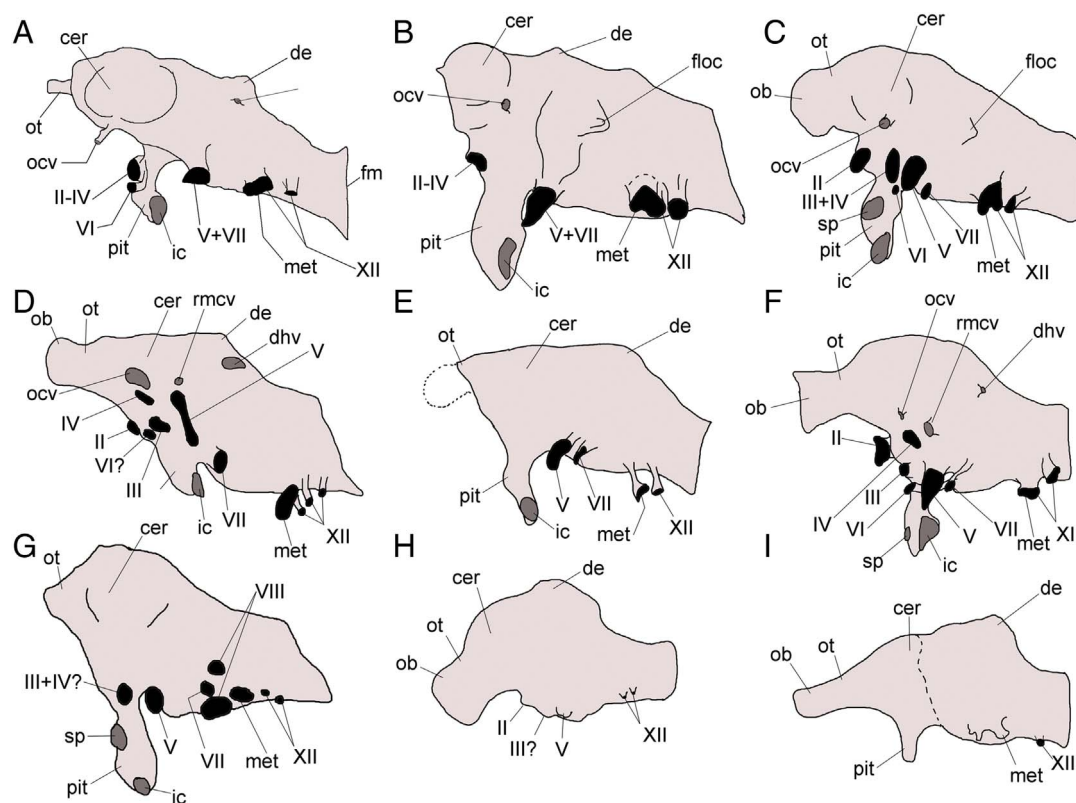 A
cer
de
ot
ocv
II-IV
VI
pit
ic
V+VII
met
XII
fm
B
cer
de
floc
ocv
II-IV
pit
ic
V+VII
met
XII
C
ot
cer
floc
ob
ocv
II
III+IV
sp
pit
ic
VI
V
VII
met
XII
D
ob
ot
cer
rmcv
de
dhv
V
ocv
IV
II
VI?
III
ic
VII
met
XII
E
ot
cer
de
pit
ic
V
VII
met
XII
F
ot
ocv
rmcv
dhv
ob
II
III
IV
VI
sp
ic
V
VII
met
XI
G
ot
cer
VIII
III+IV?
sp
pit
ic
V
VII
met
XII
H
de
cer
ot
ob
II
III?
V
XII
I
de
cer
ot
ob
pit
met
XII